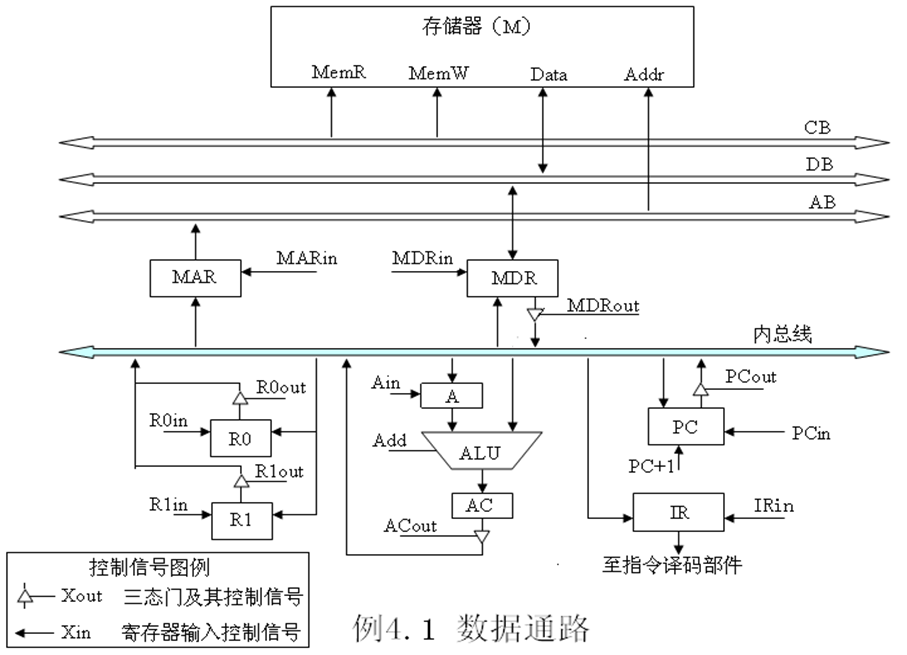 存储器（M）
MemR MemW Data Addr
CB
DB
AB
MARin
MDRin
MAR
MDR
MDRout
内总线
R0out
Ain
A
PCout
R0in
R0
Add
ALU
PC
PCin
R1out
PC+1
R1in
R1
AC
IR
IRin
ACout
至指令译码部件
控制信号图例
Xout 三态门及其控制信号
Xin 寄存器输入控制信号
例4.1 数据通路